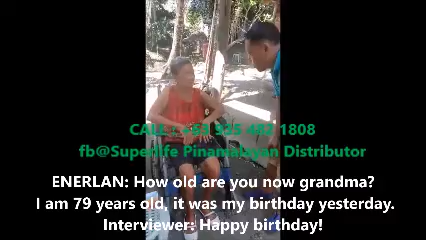 CALL : +63 935 482 1808
fb@Superlife Pinamalayan Distributor
ENERLAN: How old are you now grandma?
I am 79 years old, it was my birthday yesterday.
Interviewer: Happy birthday!